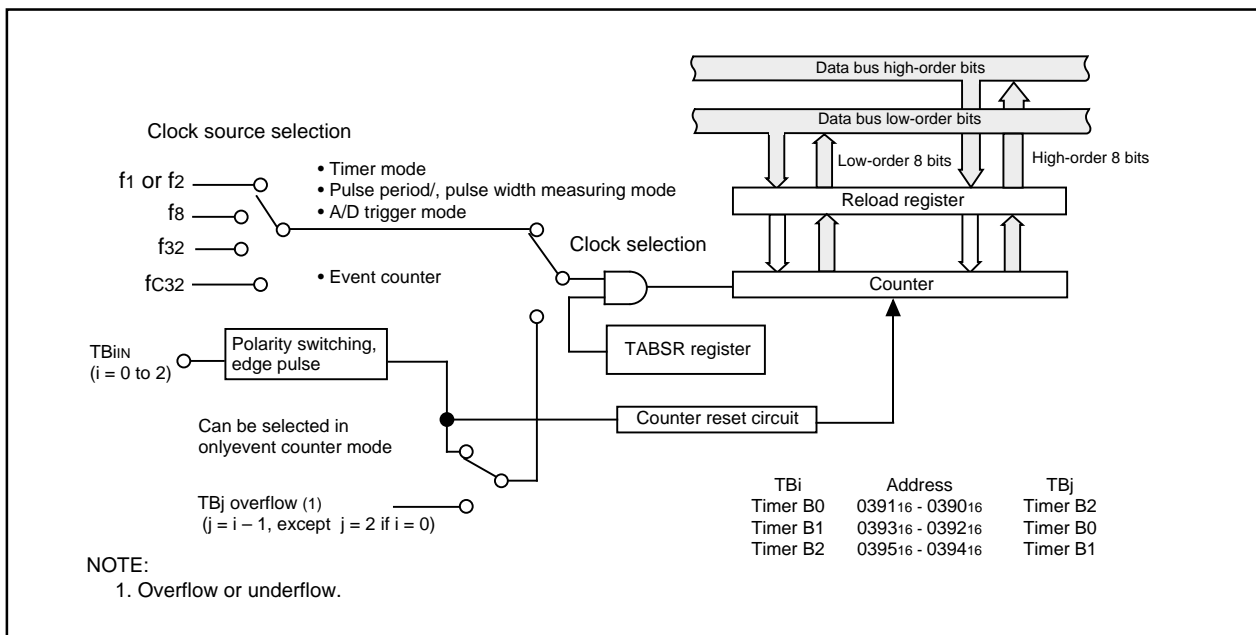 Data bus high-order bits
Data bus low-order bits
Clock source selection
• Timer mode
• Pulse period/, pulse width measuring mode
• A/D trigger mode
Low-order 8 bits
High-order 8 bits
f1 or f2
f8
f32
fC32
Reload register
Clock selection
• Event counter
Counter
TBiIN
(i = 0 to 2)
Polarity switching,
edge pulse
TABSR register
Can be selected in
onlyevent counter mode
Counter reset circuit
TBj overflow (1)
(j = i – 1, except j = 2 if i = 0)
TBi Address TBj
Timer B0 039116 - 039016 Timer B2
Timer B1 039316 - 039216 Timer B0
Timer B2 039516 - 039416 Timer B1
NOTE:
1. Overflow or underflow.